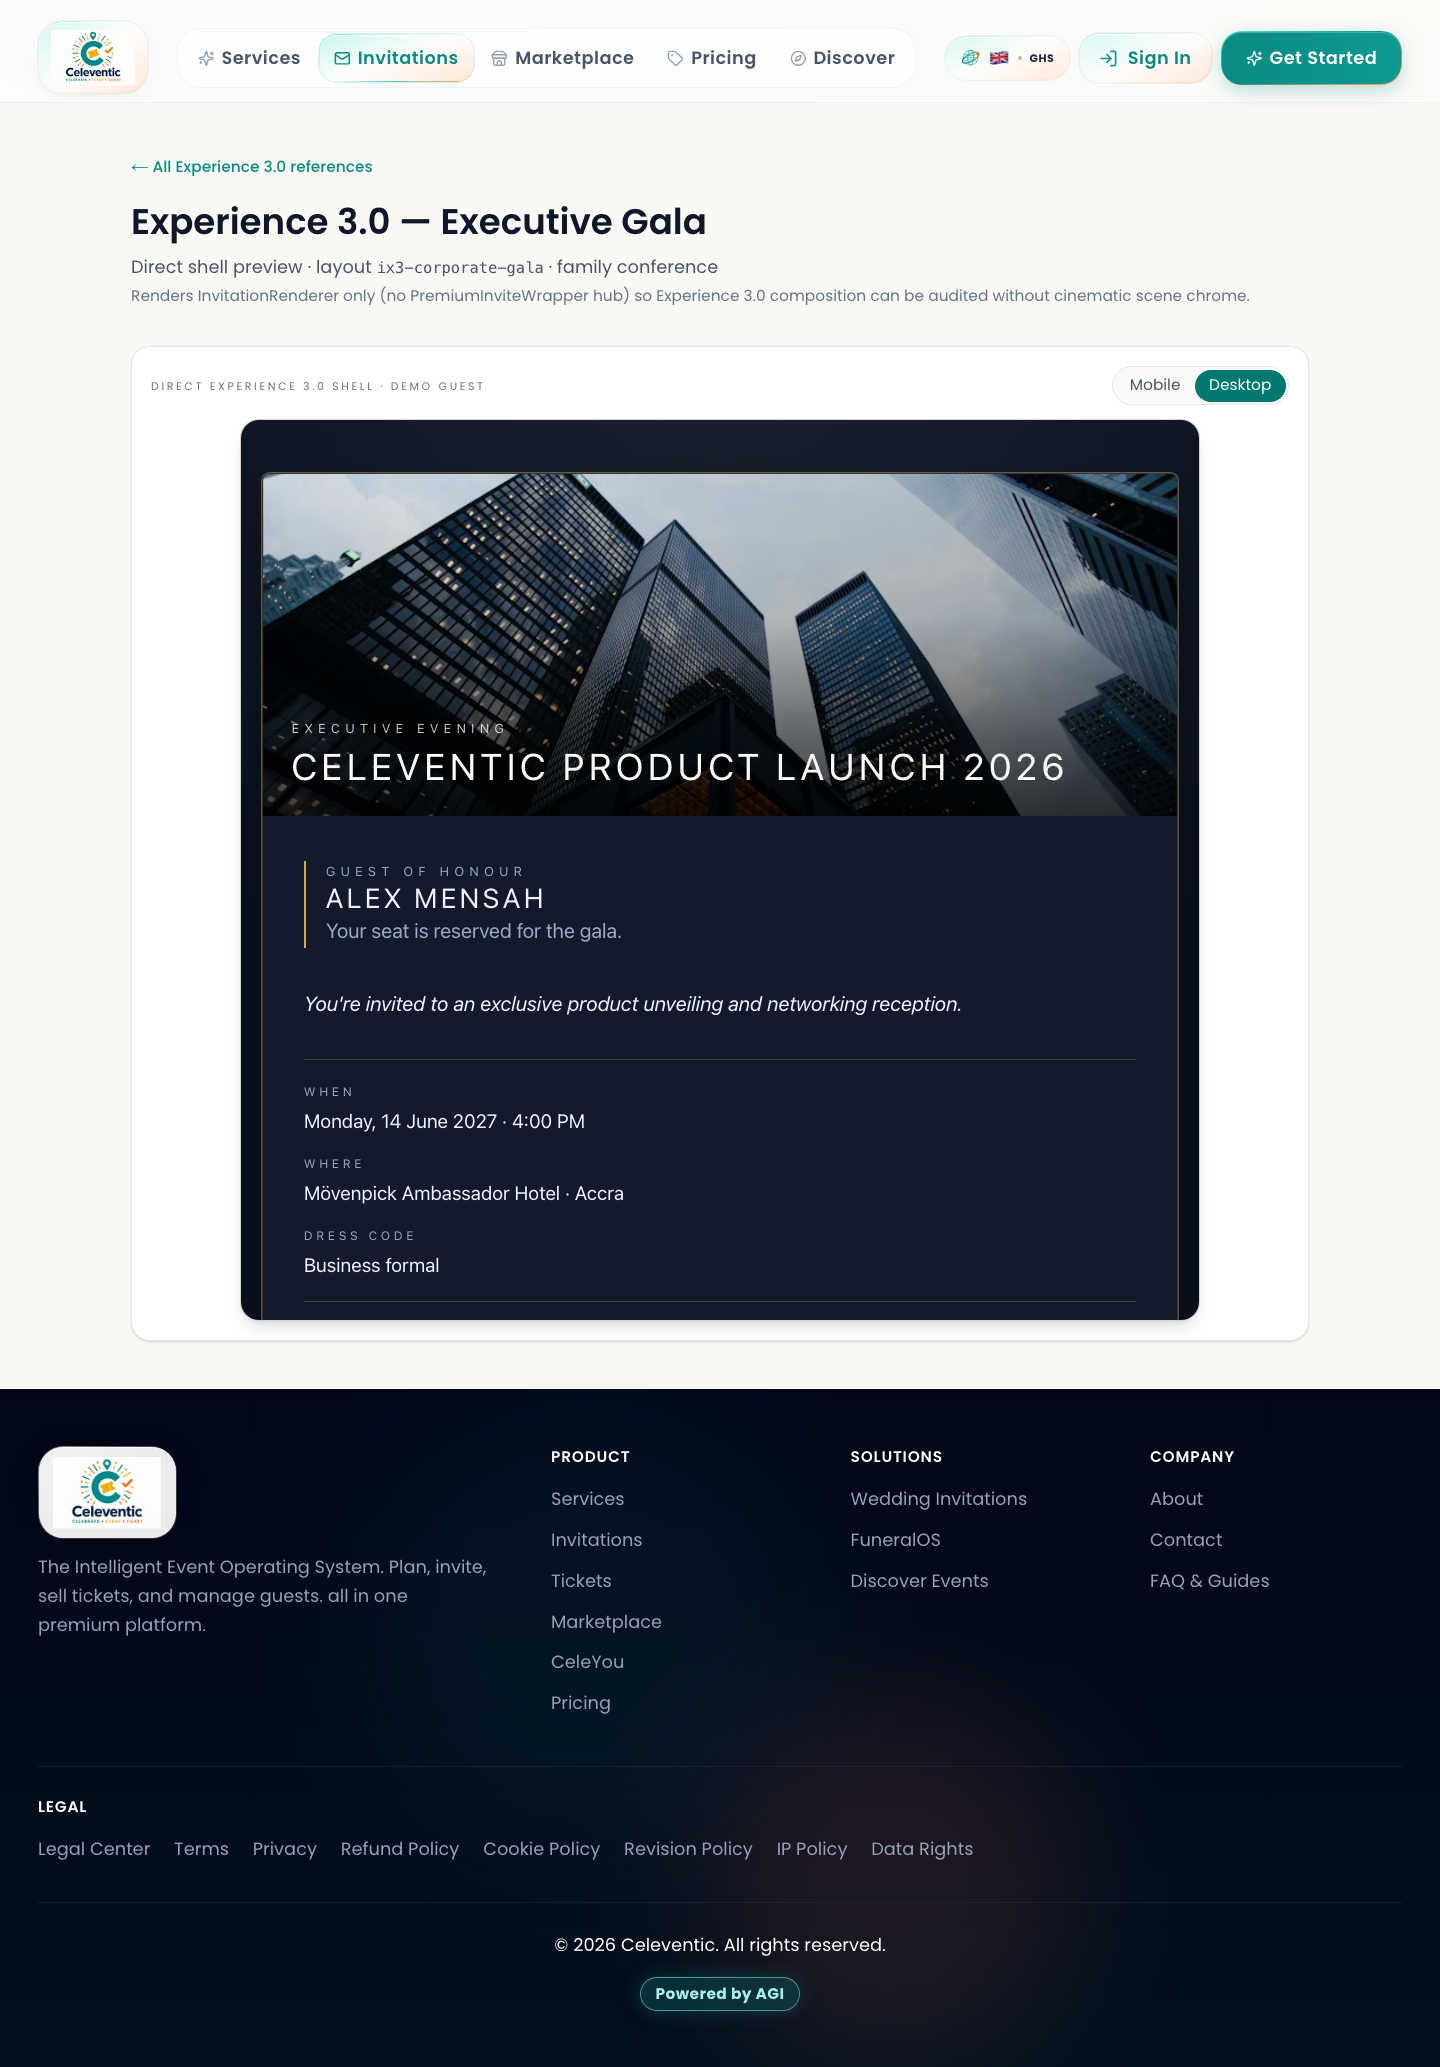 Celeventic
CELEBRATE • EVENT • TICKET
Services
Invitations
Marketplace
Pricing
Discover
GHS
Sign In
Get Started
← All Experience 3.0 references
Experience 3.0 — Executive Gala
Direct shell preview · layout ix3-corporate-gala · family conference
Renders InvitationRenderer only (no PremiumInviteWrapper hub) so Experience 3.0 composition can be audited without cinematic scene chrome.
DIRECT EXPERIENCE 3.0 SHELL · DEMO GUEST
Mobile
Desktop
EXECUTIVE EVENING
CELEVENTIC PRODUCT LAUNCH 2026
GUEST OF HONOUR
ALEX MENSAH
Your seat is reserved for the gala.
You're invited to an exclusive product unveiling and networking reception.
WHEN
Monday, 14 June 2027 · 4:00 PM
WHERE
Mövenpick Ambassador Hotel · Accra
DRESS CODE
Business formal
Celeventic
CELEBRATE • EVENT • TICKET
The Intelligent Event Operating System. Plan, invite,
sell tickets, and manage guests. all in one
premium platform.
PRODUCT
Services
Invitations
Tickets
Marketplace
CeleYou
Pricing
SOLUTIONS
Wedding Invitations
FuneralOS
Discover Events
COMPANY
About
Contact
FAQ & Guides
LEGAL
Legal Center Terms Privacy Refund Policy Cookie Policy Revision Policy IP Policy Data Rights
© 2026 Celeventic. All rights reserved.
Powered by AGI